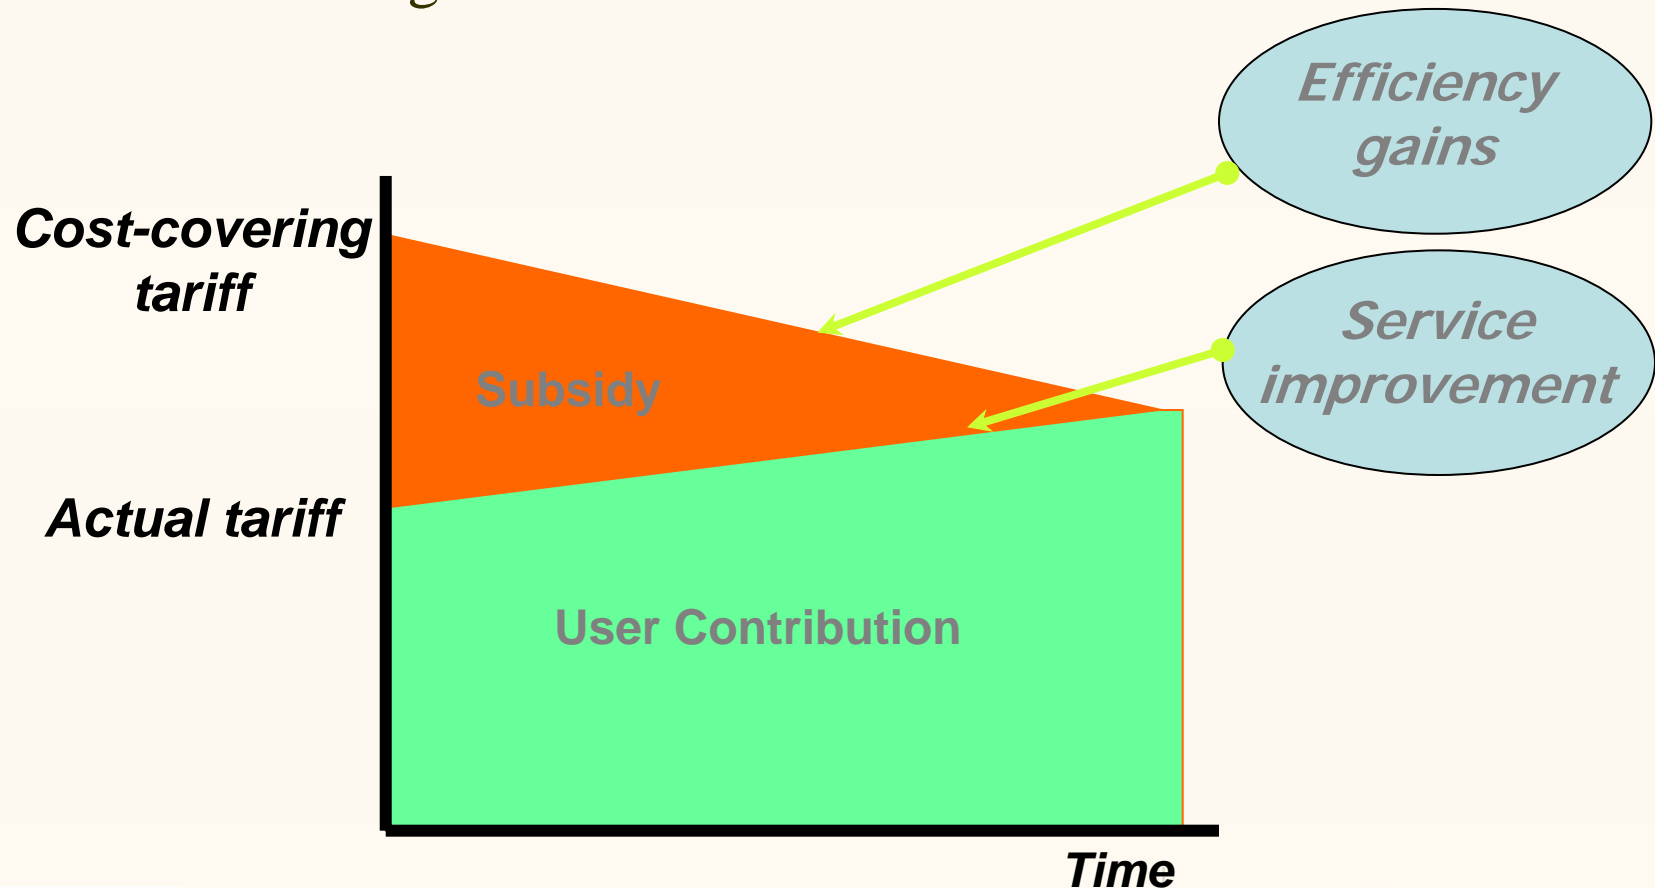 Efficiency
gains
Cost-covering
tariff
Service
improvement
Subsidy
Actual tariff
User Contribution
Time